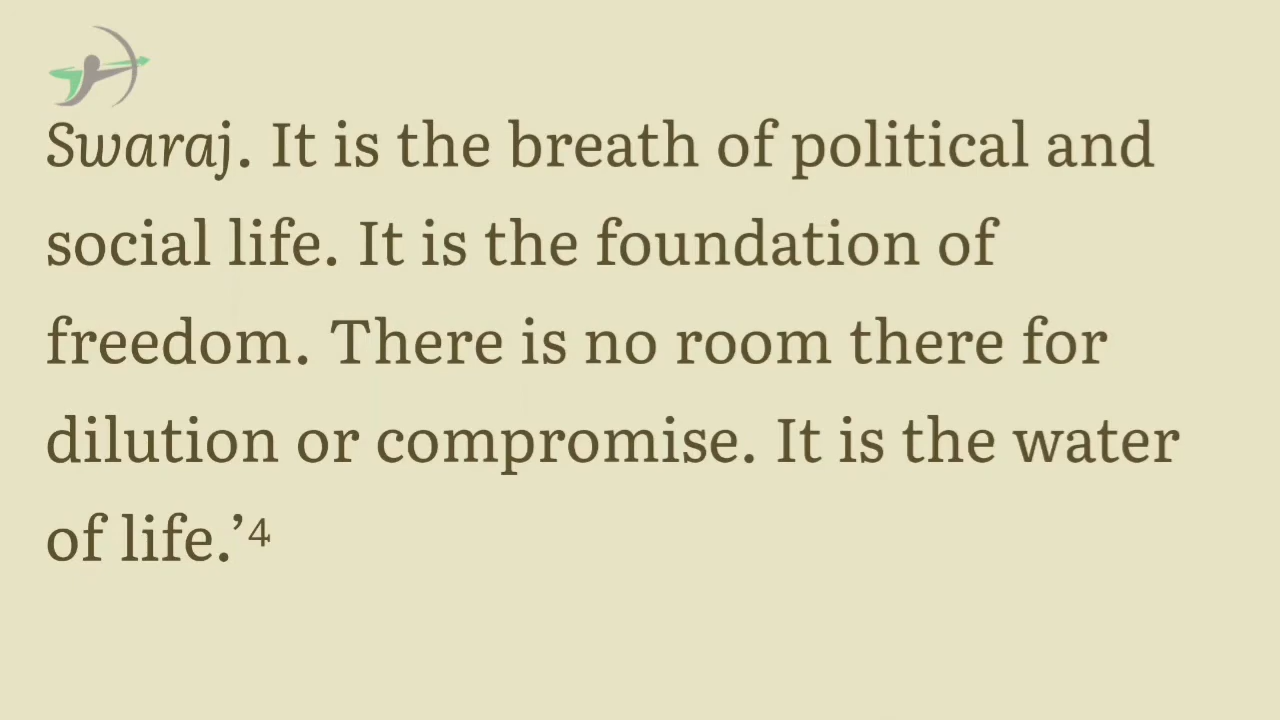 Swaraj. It is the breath of political and
social life. It is the foundation of
freedom. There is no room there for
dilution or compromise. It is the water
of life.’⁴